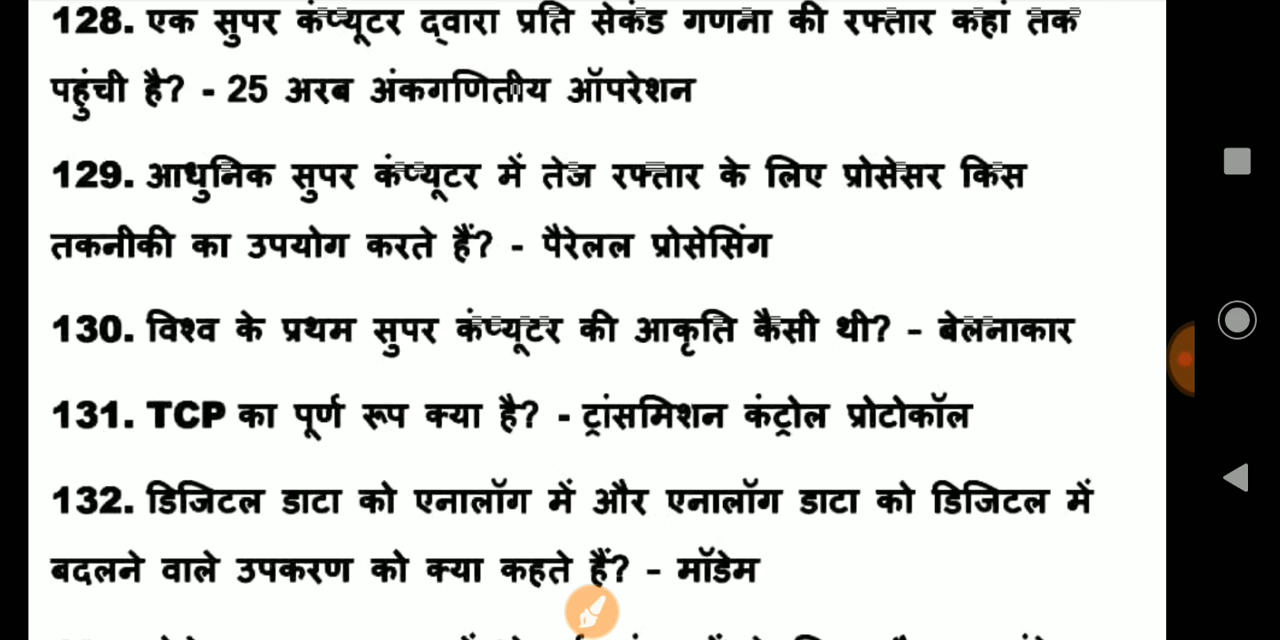 128. एक सुपर कंप्यूटर द्वारा प्रति सेकंड गणना की रफ्तार कहां तक
पहुंची है? - 25 अरब अंकगणितीय ऑपरेशन
129. आधुनिक सुपर कंप्यूटर में तेज रफ्तार के लिए प्रोसेसर किस
तकनीकी का उपयोग करते हैं? - पैरेलल प्रोसेसिंग
130. विश्व के प्रथम सुपर कंप्यूटर की आकृति कैसी थी? – बेलनाकार
131. TCP का पूर्ण रूप क्या है? - ट्रांसमिशन कंट्रोल प्रोटोकॉल
132. डिजिटल डाटा को एनालॉग में और एनालॉग डाटा को डिजिटल में
बदलने वाले उपकरण को क्या कहते हैं? – मॉडेम